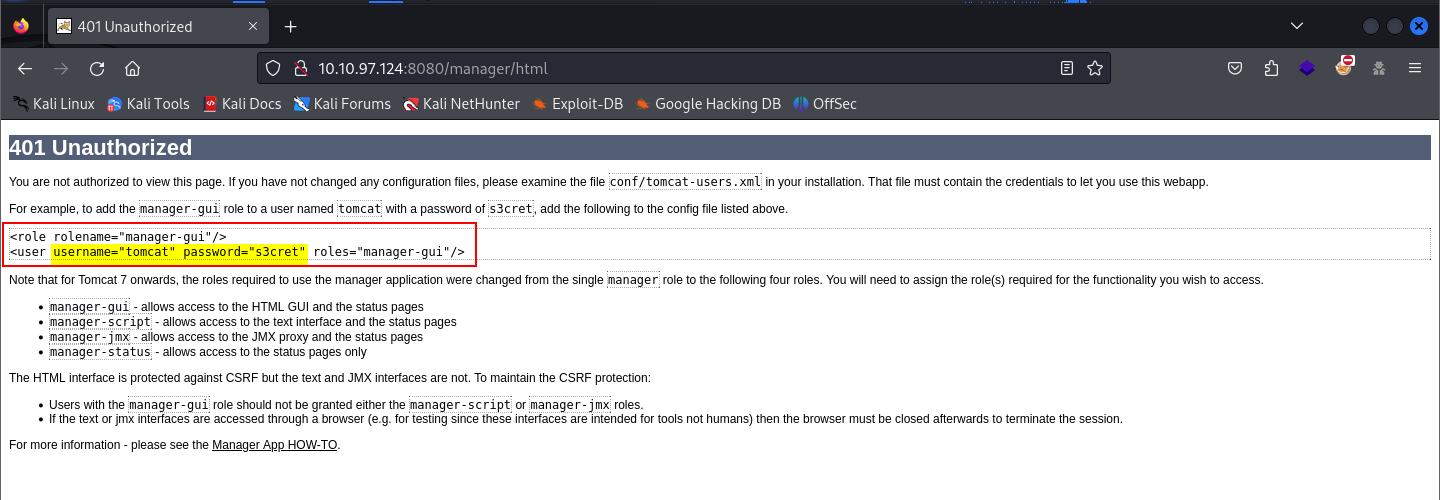 401 Unauthorized
10.10.97.124:8080/manager/html
Kali Linux Kali Tools Kali Docs Kali Forums Kali NetHunter Exploit-DB Google Hacking DB OffSec
401 Unauthorized
You are not authorized to view this page. If you have not changed any configuration files, please examine the file conf/tomcat-users.xml in your installation. That file must contain the credentials to let you use this webapp.
For example, to add the manager-gui role to a user named tomcat with a password of s3cret, add the following to the config file listed above.
<role rolename="manager-gui"/>
<user username="tomcat" password="s3cret" roles="manager-gui"/>
Note that for Tomcat 7 onwards, the roles required to use the manager application were changed from the single manager role to the following four roles. You will need to assign the role(s) required for the functionality you wish to access.
• manager-gui - allows access to the HTML GUI and the status pages
• manager-script - allows access to the text interface and the status pages
• manager-jmx - allows access to the JMX proxy and the status pages
• manager-status - allows access to the status pages only
The HTML interface is protected against CSRF but the text and JMX interfaces are not. To maintain the CSRF protection:
• Users with the manager-gui role should not be granted either the manager-script or manager-jmx roles.
• If the text or jmx interfaces are accessed through a browser (e.g. for testing since these interfaces are intended for tools not humans) then the browser must be closed afterwards to terminate the session.
For more information - please see the Manager App HOW-TO.